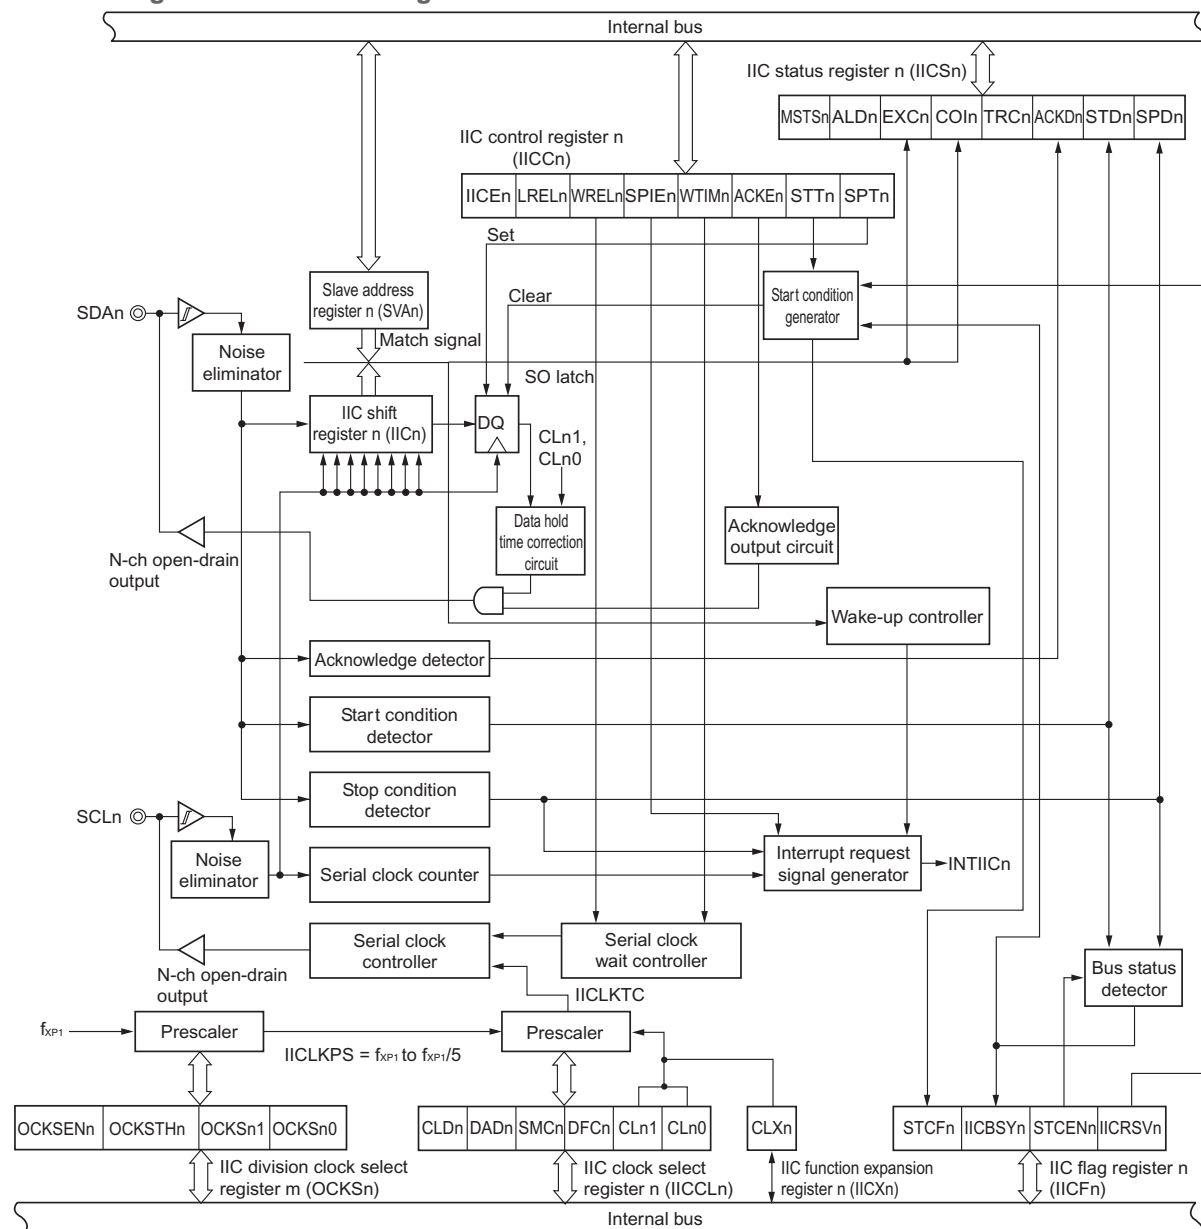 Internal bus
IIC status register n (IICSn)
MSTSn ALDn EXCn COIn TRCn ACKDn STDn SPDn
IIC control register n
(IICCn)
IICEn LRELn WRELn SPIEn WTIMn ACKEn STTn SPTn
Set
Clear
Slave address
register n (SVAn)
Start condition
generator
SDAn
Noise
eliminator
Match signal
SO latch
IIC shift
register n (IICn)
DQ
CLn1,
CLn0
Data hold
time correction
circuit
Acknowledge
output circuit
N-ch open-drain
output
Wake-up controller
Acknowledge detector
Start condition
detector
Stop condition
detector
SCLn
Noise
eliminator
Serial clock counter
Interrupt request
signal generator
INTIICn
Serial clock
controller
Serial clock
wait controller
N-ch open-drain
output
Bus status
detector
IICLKTC
fXP1
Prescaler
Prescaler
IICLKPS = fXP1 to fXP1/5
OCKSENn OCKSTHn OCKSn1 OCKSn0
CLDn DADn SMCn DFCn CLn1 CLn0
CLXn
STCFn IICBSYn STCENn IICRSVn
IIC division clock select
register m (OCKSn)
IIC clock select
register n (IICCLn)
IIC function expansion
register n (IICXn)
IIC flag register n
(IICFn)
Internal bus